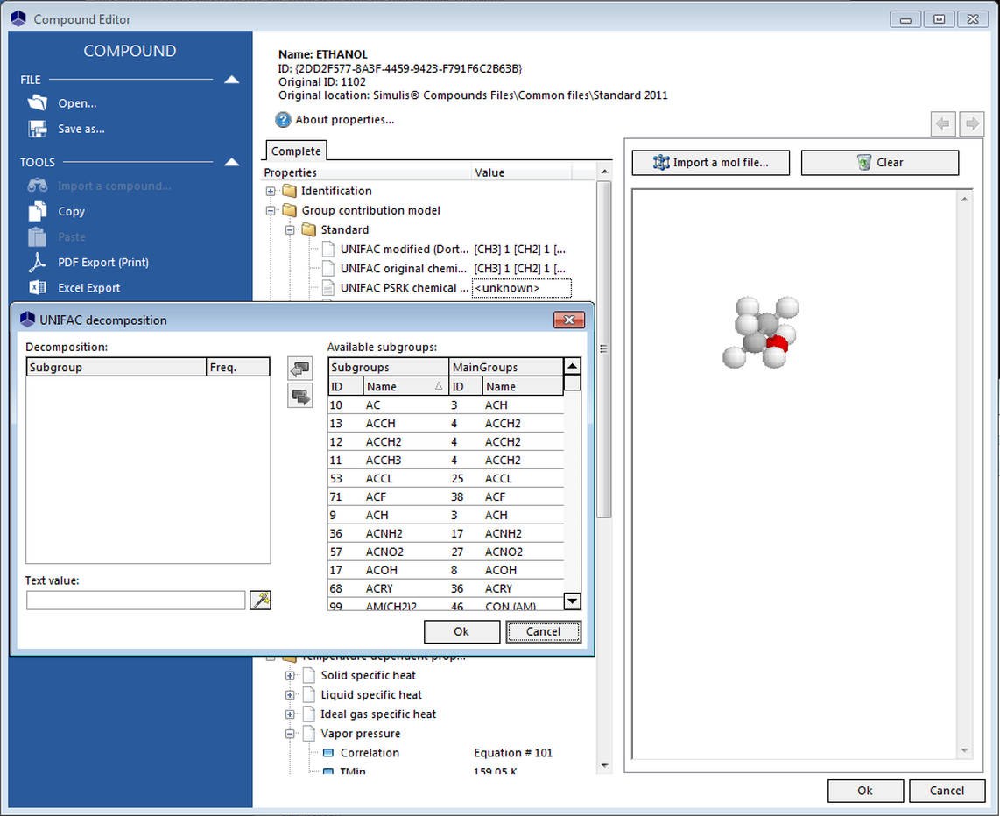 Compound Editor
COMPOUND
FILE
Open...
Save as...
TOOLS
Import a compound...
Copy
Paste
PDF Export (Print)
Excel Export
Name: ETHANOL
ID: {2DD2F577-8A3F-4459-9423-F791F6C2B63B}
Original ID: 1102
Original location: Simulis® Compounds Files\Common files\Standard 2011
About properties...
Complete
Properties Value
Identification
Group contribution model
Standard
UNIFAC modified (Dort... [CH3] 1 [CH2] 1 [...
UNIFAC original chemi... [CH3] 1 [CH2] 1 [...
UNIFAC PSRK chemical ... <unknown>
Import a mol file...
Clear
UNIFAC decomposition
Decomposition:
Subgroup Freq.
Text value:
Available subgroups:
Subgroups MainGroups
ID Name ID Name
10 AC 3 ACH
13 ACCH 4 ACCH2
12 ACCH2 4 ACCH2
11 ACCH3 4 ACCH2
53 ACCL 25 ACCL
71 ACF 38 ACF
9 ACH 3 ACH
36 ACNH2 17 ACNH2
57 ACNO2 27 ACNO2
17 ACOH 8 ACOH
68 ACRY 36 ACRY
99 AM(CH2)2 46 CON (AM)
Ok
Cancel
Temperature dependent prop...
Solid specific heat
Liquid specific heat
Ideal gas specific heat
Vapor pressure
Correlation Equation # 101
TMin 159.05 K
Ok
Cancel